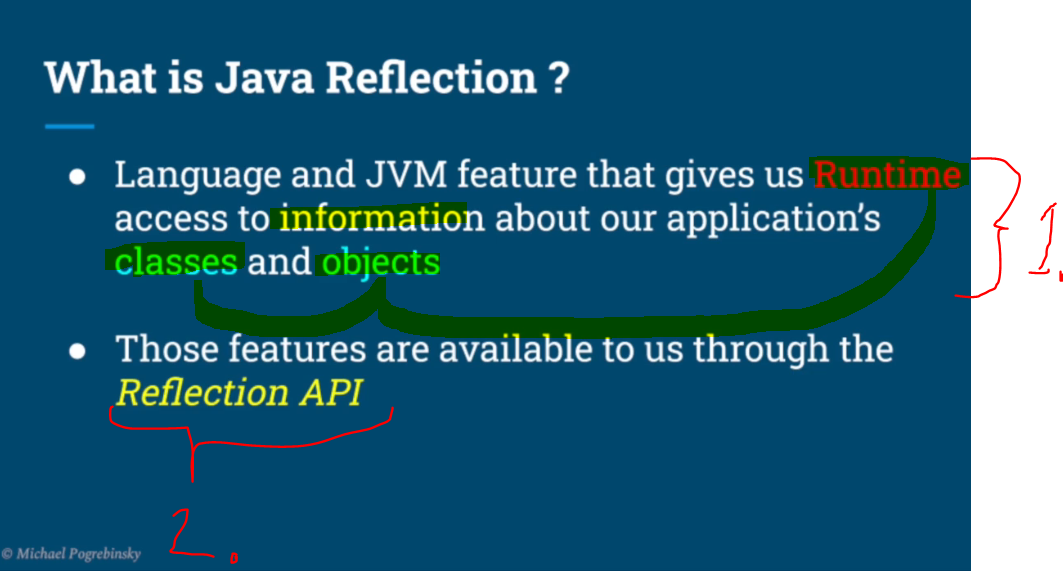 What is Java Reflection ?
● Language and JVM feature that gives us Runtime
access to information about our application's
classes and objects
1.
● Those features are available to us through the
Reflection API
2.
© Michael Pogrebinsky